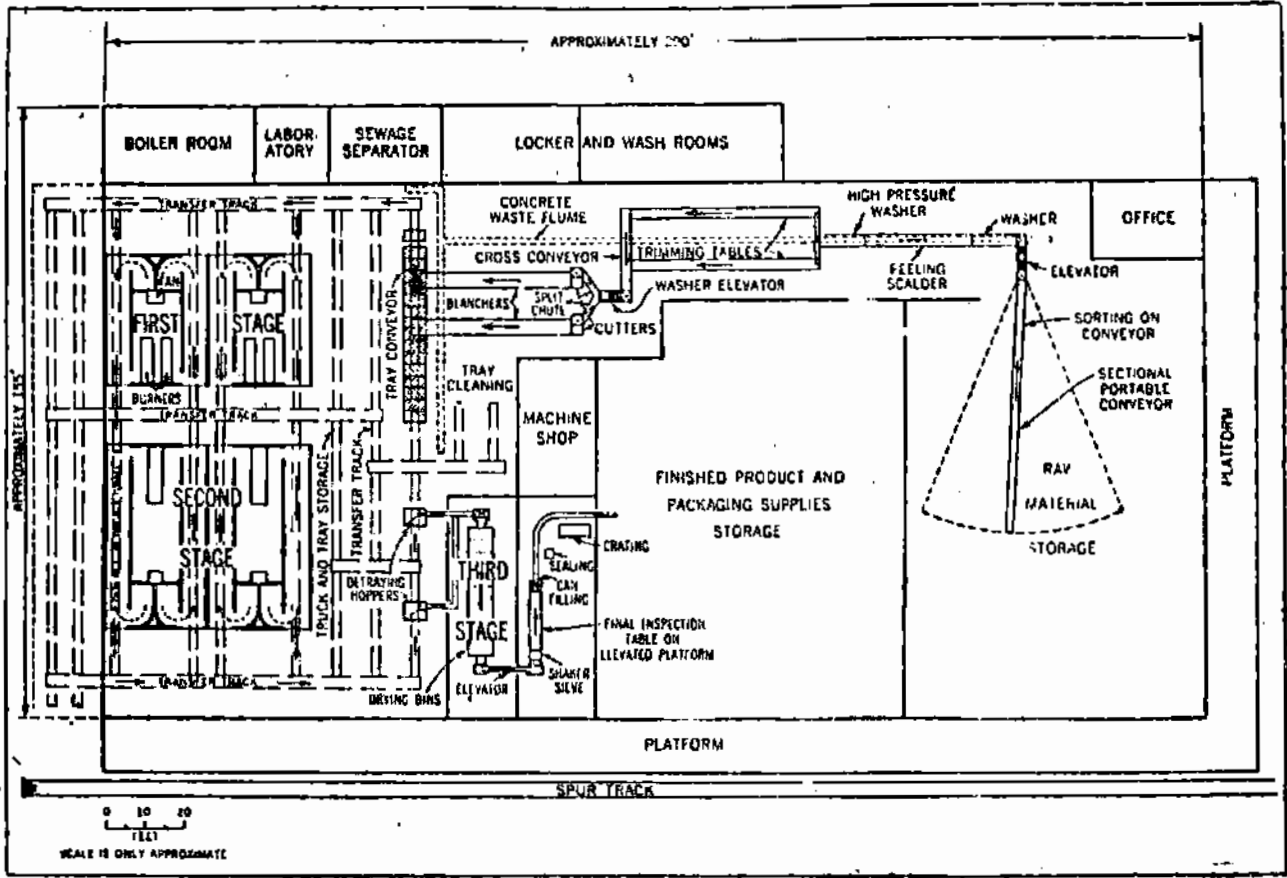 APPROXIMATELY
BOILER ROOM
LABOR-
ATORY
SEWAGE
SEPARATOR
LOCKER AND WASH ROOMS
TRANSFER TRACK
CONCRETE
WASTE FLUME
HIGH PRESSURE
WASHER
WASHER
OFFICE
CROSS CONVEYOR
TRIMMING TABLES
SCALDER
ELEVATOR
FAN
FIRST
STAGE
BURNERS
TRAY CONVEYOR
BLANCHERS
SPLIT
CHUTE
WASHER ELEVATOR
CUTTERS
SORTING ON
CONVEYOR
SECTIONAL
PORTABLE
CONVEYOR
TRAY
CLEANING
MACHINE
SHOP
APPROXIMATELY
TRANSFER TRACK
TRUCK AND TRAY STORAGE
TRANSFER TRACK
SECOND
STAGE
FINISHED PRODUCT AND
PACKAGING SUPPLIES
STORAGE
MATERIAL
STORAGE
PLATFORM
DETRAYING
HOPPERS
THIRD
STAGE
CRATING
SEALING
CAN
FILLING
FINAL INSPECTION
TABLE ON
ELEVATED PLATFORM
SHAKER
SIEVE
ELEVATOR
DRYING BINS
TRANSFER TRACK
PLATFORM
SPUR TRACK
0 10 20
SCALE IS ONLY APPROXIMATE